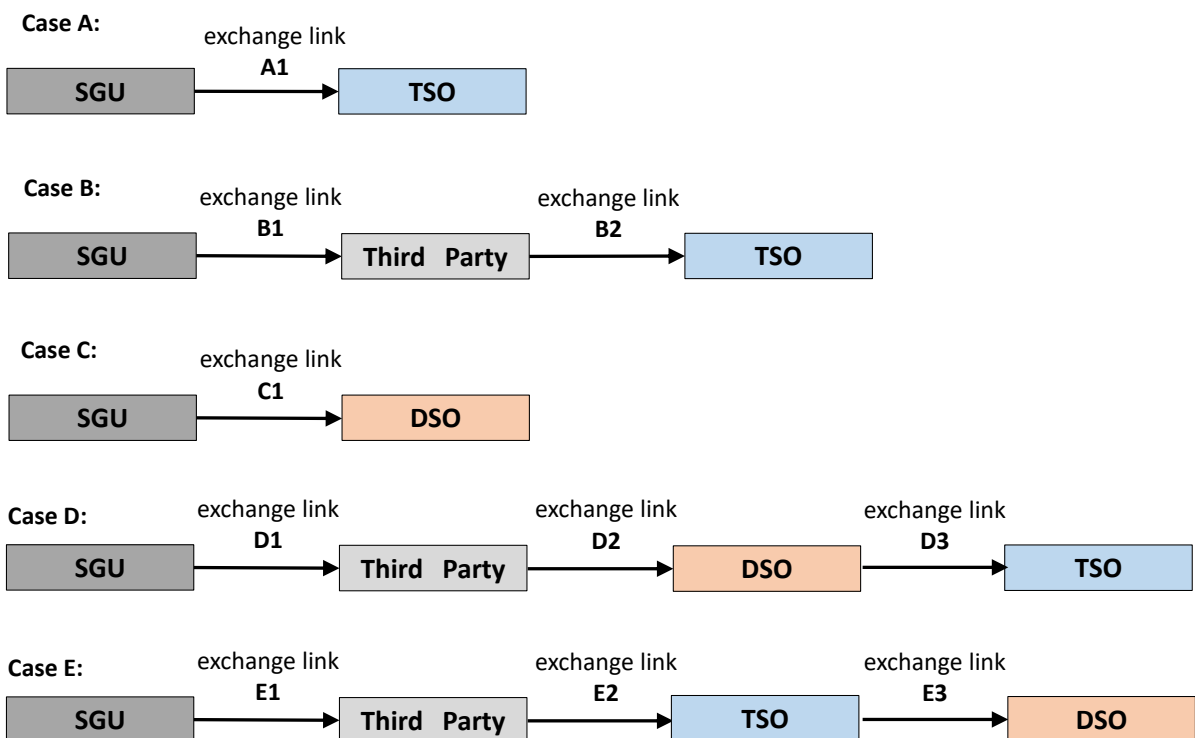 Case A:
exchange link
A1
SGU
TSO
Case B:
exchange link
B1
exchange link
B2
SGU
Third Party
TSO
Case C:
exchange link
C1
SGU
DSO
Case D:
exchange link
D1
exchange link
D2
exchange link
D3
SGU
Third Party
DSO
TSO
Case E:
exchange link
E1
exchange link
E2
exchange link
E3
SGU
Third Party
TSO
DSO